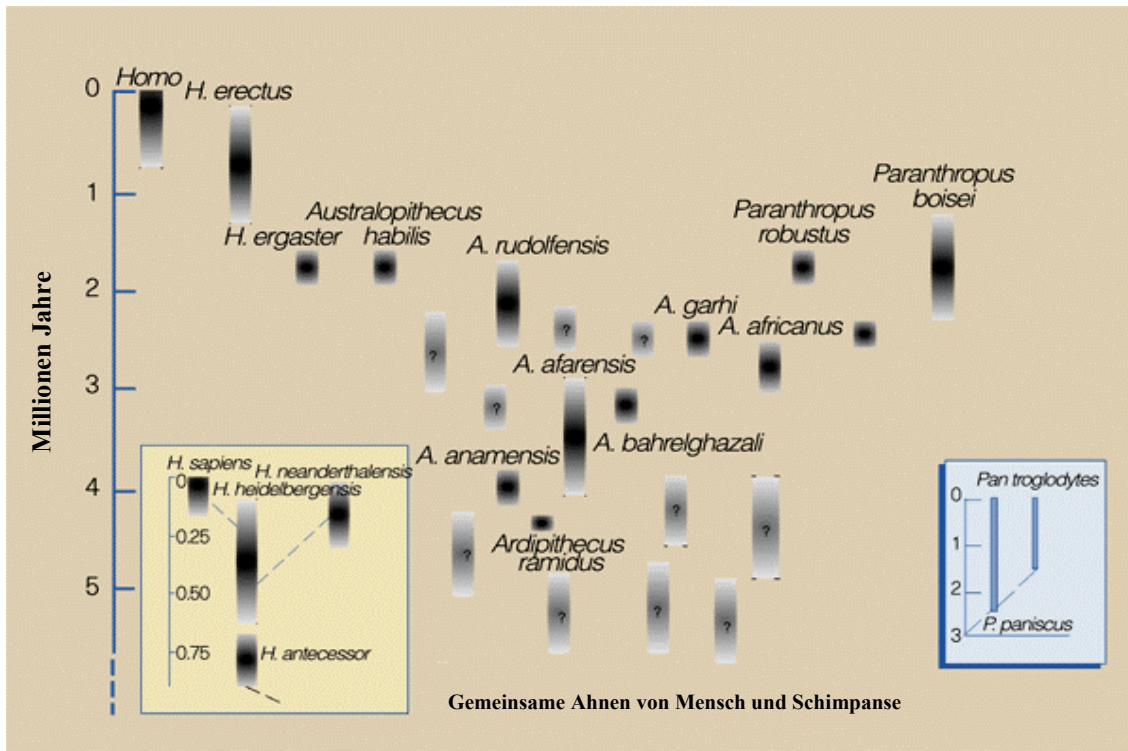 Homo
H. erectus
0
1
2
3
4
5
Millionen Jahre
H. ergaster
Australopithecus
habilis
A. rudolfensis
Paranthropus
robustus
Paranthropus
boisei
A. garhi
A. africanus
?
?
?
A. afarensis
?
A. bahrelghazali
A. anamensis
?
?
Ardipithecus
ramidus
?
?
?
?
H. sapiens
H. neanderthalensis
H. heidelbergensis
0
0.25
0.50
0.75
H. antecessor
Pan troglodytes
0
1
2
3
P. paniscus
Gemeinsame Ahnen von Mensch und Schimpanse